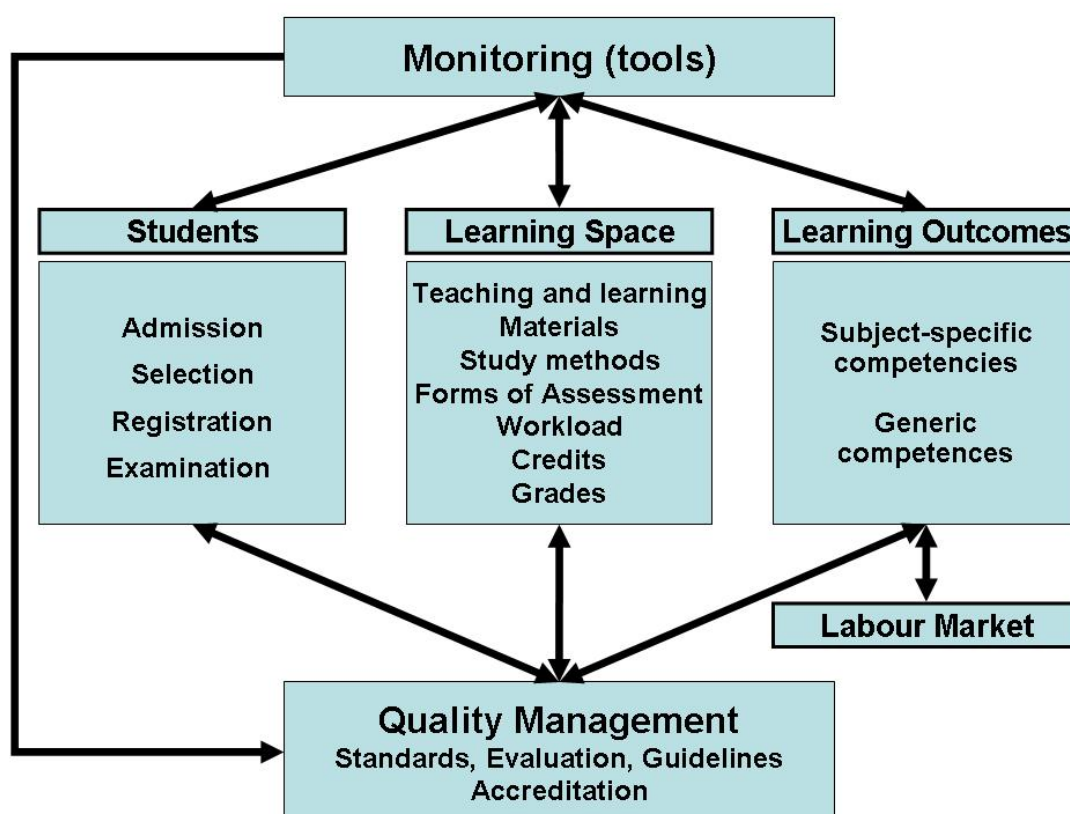 Monitoring (tools)
Students
Admission
Selection
Registration
Examination
Learning Space
Teaching and learning
Materials
Study methods
Forms of Assessment
Workload
Credits
Grades
Learning Outcomes
Subject-specific
competencies
Generic
competences
Labour Market
Quality Management
Standards, Evaluation, Guidelines
Accreditation